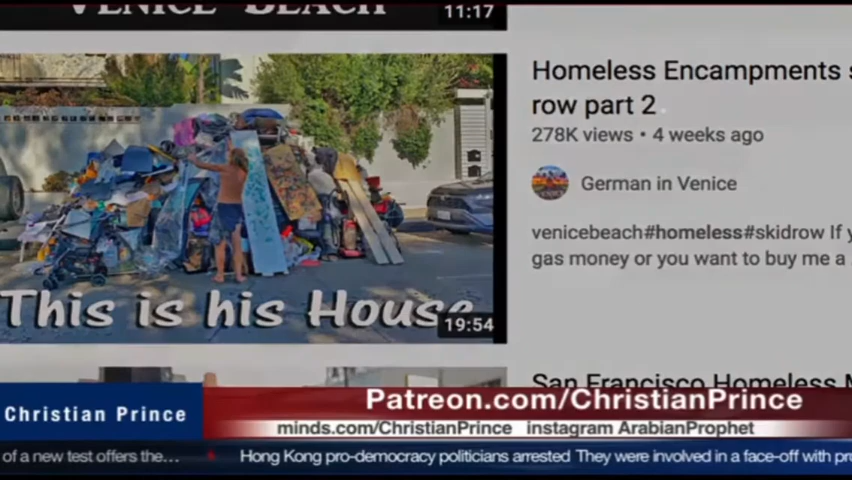 VENICE BEACH
11:17
Homeless Encampments s
row part 2
278K views • 4 weeks ago
German in Venice
venicebeach#homeless#skidrow If y
gas money or you want to buy me a
This is his House
19:54
San Francisco Homeless M
Christian Prince
Patreon.com/ChristianPrince
minds.com/ChristianPrince instagram ArabianProphet
of a new test offers the...
Hong Kong pro-democracy politicians arrested They were involved in a face-off with pro